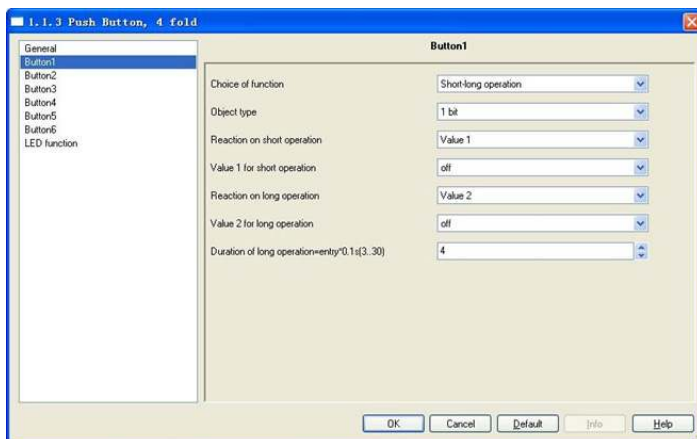 1.1.3 Push Button, 4 fold
General
Button1
Button2
Button3
Button4
Button5
Button6
LED function
Button1
Choice of function Short-long operation
Object type 1 bit
Reaction on short operation Value 1
Value 1 for short operation off
Reaction on long operation Value 2
Value 2 for long operation off
Duration of long operation=entry*0.1s(3..30) 4
OK Cancel Default Info Help